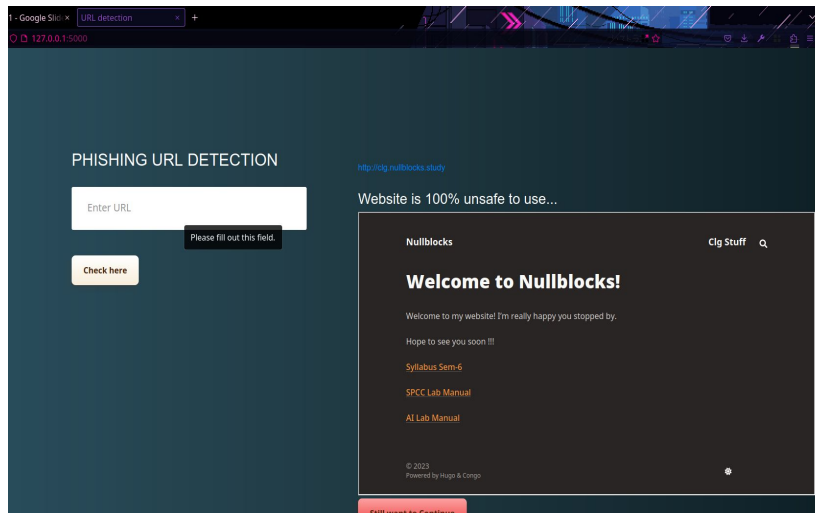 1 - Google Slid
URL detection
127.0.0.1:5000
PHISHING URL DETECTION
Enter URL
Please fill out this field.
Check here
http://clg.nullblocks.study
Website is 100% unsafe to use...
Nullblocks
Clg Stuff
Welcome to Nullblocks!
Welcome to my website! I'm really happy you stopped by.
Hope to see you soon !!!
Syllabus Sem-6
SPCC Lab Manual
AI Lab Manual
© 2023
Powered by Hugo & Congo
Still want to Continue